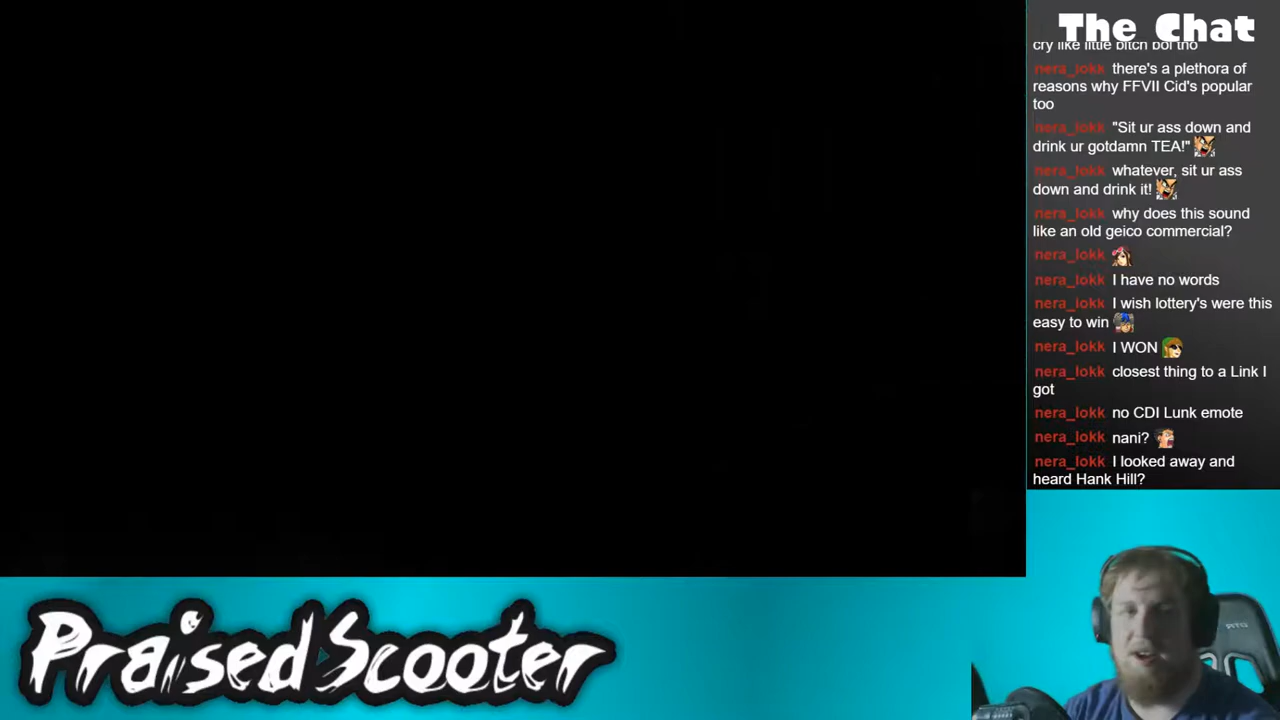 The Chat
cry like little bitch boi tho
nera_lokk there's a plethora of
reasons why FFVII Cid's popular
too
nera_lokk "Sit ur ass down and
drink ur gotdamn TEA!"
nera_lokk whatever, sit ur ass
down and drink it!
nera_lokk why does this sound
like an old geico commercial?
nera_lokk
nera_lokk I have no words
nera_lokk I wish lottery's were this
easy to win
nera_lokk I WON
nera_lokk closest thing to a Link I
got
nera_lokk no CDI Lunk emote
nera_lokk nani?
nera_lokk I looked away and
heard Hank Hill?
PraisedScooter